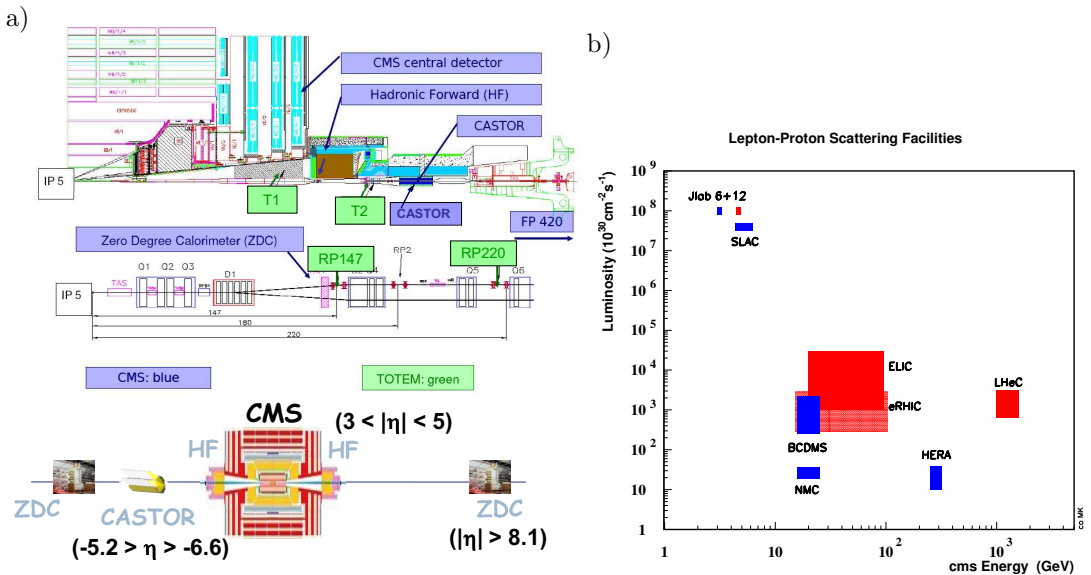 a)
CMS central detector
Hadronic Forward (HF)
CASTOR
IP 5
T1
T2
CASTOR
FP 420
Zero Degree Calorimeter (ZDC)
RP147
RP2
RP220
Q1 Q2 Q3
D1
Q4
Q5
Q6
TAS
IP 5
147
180
220
CMS: blue
TOTEM: green
CMS
(3 < |η| < 5)
HF
HF
ZDC
CASTOR
ZDC
(-5.2 > η > -6.6)
(|η| > 8.1)
b)
Lepton-Proton Scattering Facilities
Luminosity (10^30 cm^-2 s^-1)
10^9
10^8
10^7
10^6
10^5
10^4
10^3
10^2
10
1
Jlab 6+12
SLAC
ELIC
LHeC
eRHIC
BCDMS
HERA
NMC
1
10
10^2
10^3
cms Energy (GeV)
CO MK